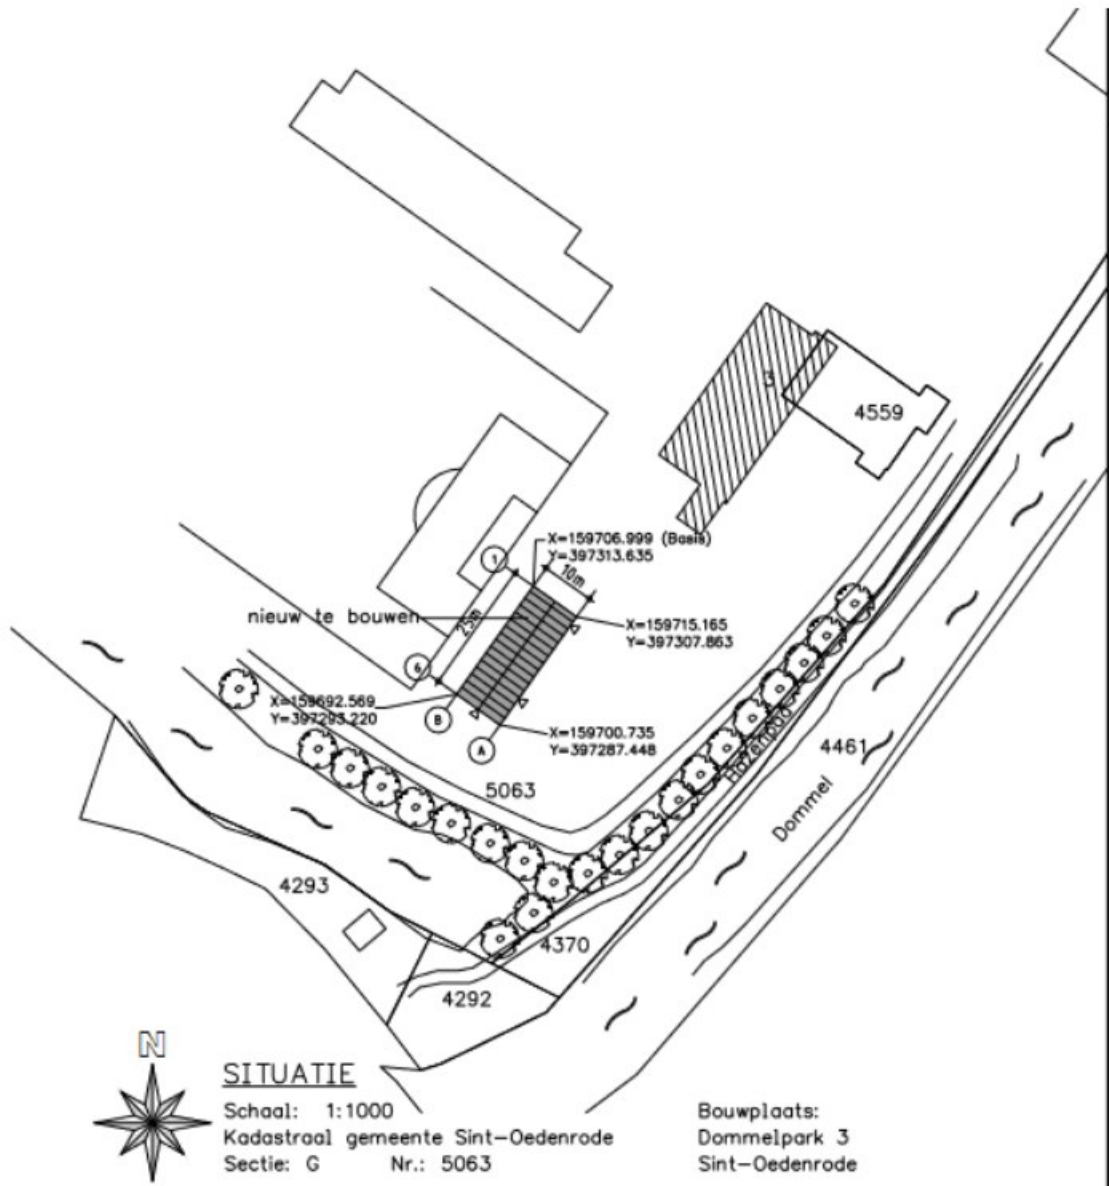 4559
X=159706.999 (Basis)
Y=397313.635
1
10m
nieuw te bouwen
25m
X=159715.165
Y=397307.863
6
X=159692.569
Y=397293.220
B
A
X=159700.735
Y=397287.448
Hazenpad
4461
5063
Dommel
4293
4370
4292
N
SITUATIE
Schaal: 1:1000
Kadastraal gemeente Sint-Oedenrode
Sectie: G Nr.: 5063
Bouwplaats:
Dommelpark 3
Sint-Oedenrode